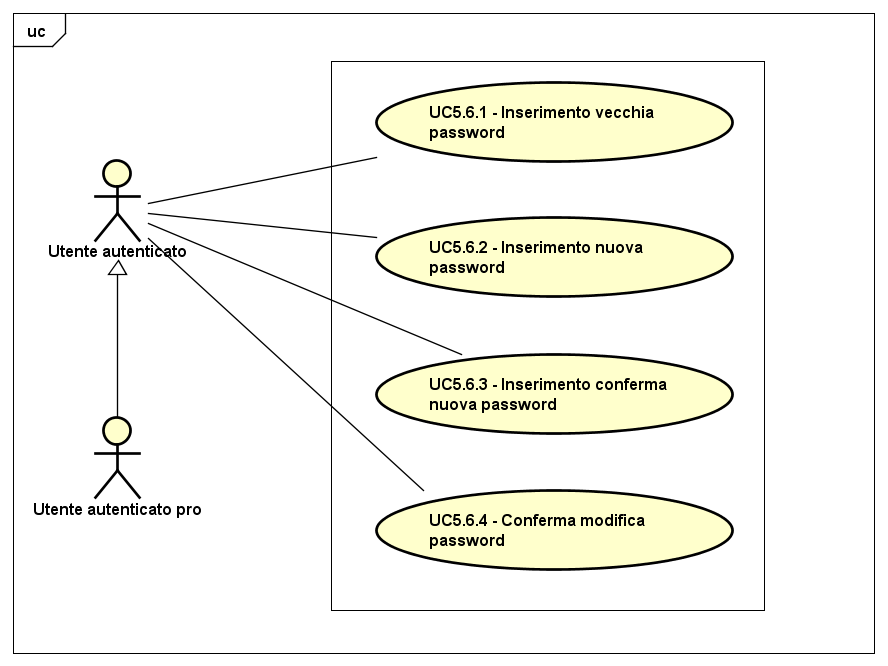 uc
UC5.6.1 - Inserimento vecchia
password
Utente autenticato
UC5.6.2 - Inserimento nuova
password
UC5.6.3 - Inserimento conferma
nuova password
Utente autenticato pro
UC5.6.4 - Conferma modifica
password